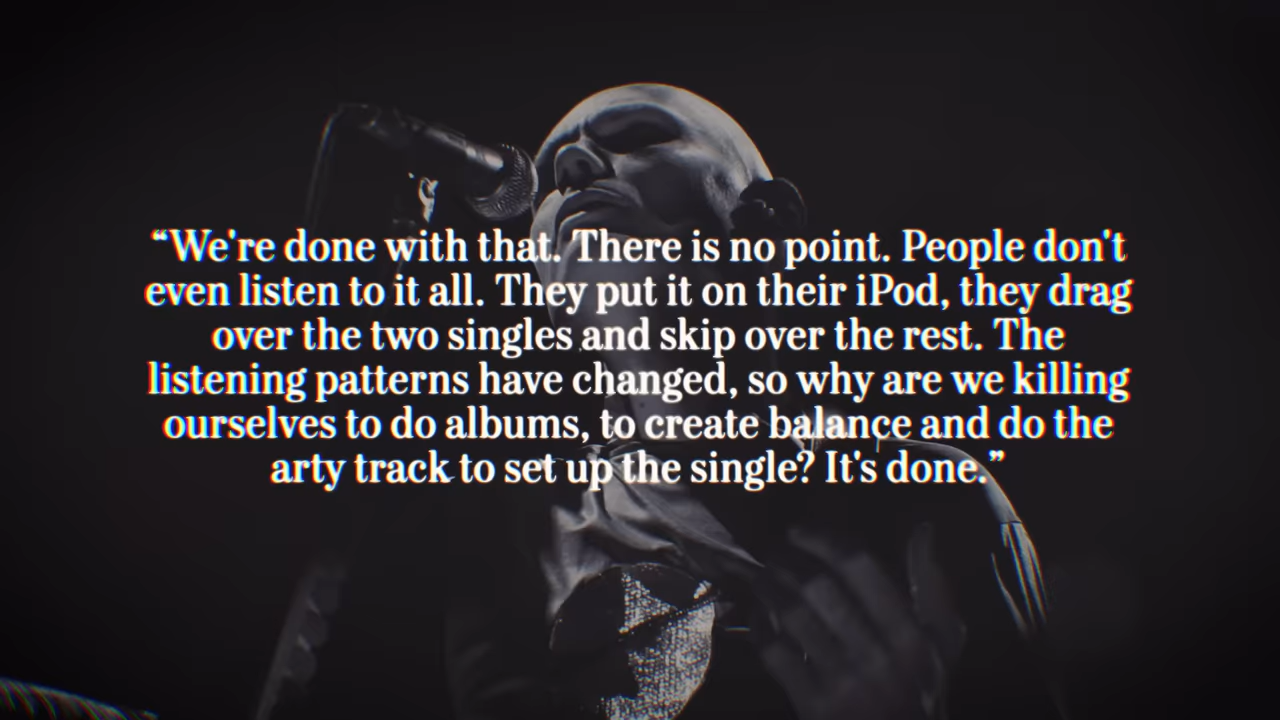 “We're done with that. There is no point. People don't
even listen to it all. They put it on their iPod, they drag
over the two singles and skip over the rest. The
listening patterns have changed, so why are we killing
ourselves to do albums, to create balance and do the
arty track to set up the single? It's done.”